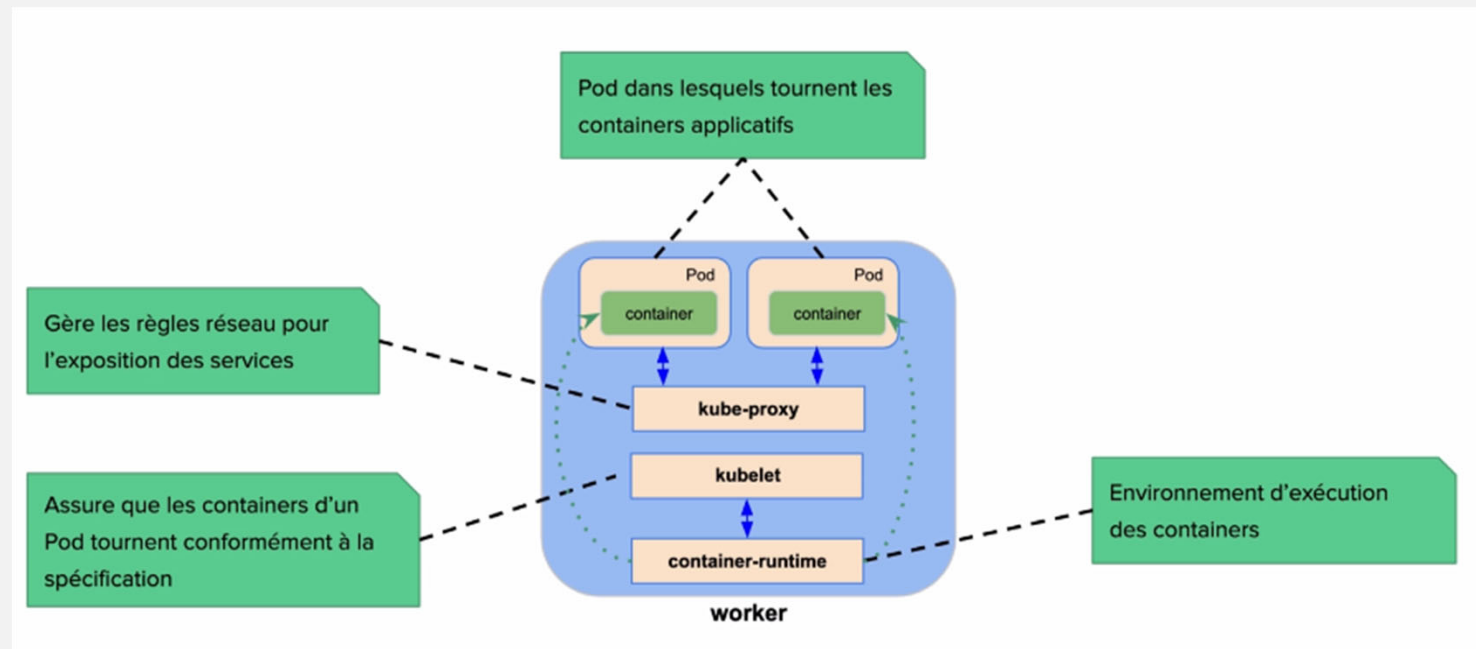 Pod dans lesquels tournent les
containers applicatifs
Pod
Pod
container
container
Gère les règles réseau pour
l'exposition des services
kube-proxy
kubelet
Assure que les containers d'un
Pod tournent conformément à la
spécification
Environnement d'exécution
des containers
container-runtime
worker